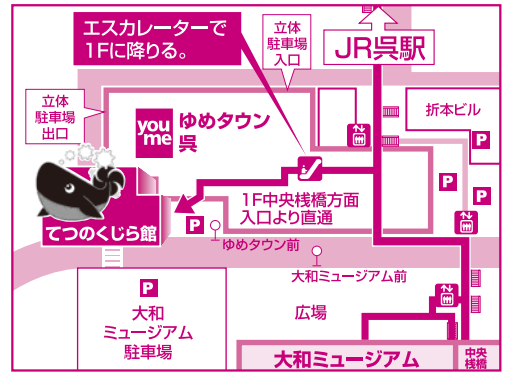 エスカレーターで
1Fに降りる。
立体
駐車場
入口
JR呉駅
立体
駐車場
出口
you
me
ゆめタウン
呉
折本ビル
P
P
P
1F中央桟橋方面
入口より直通
てつのくじら館
P
ゆめタウン前
大和ミュージアム前
P
大和
ミュージアム
駐車場
広場
大和ミュージアム
中央
桟橋